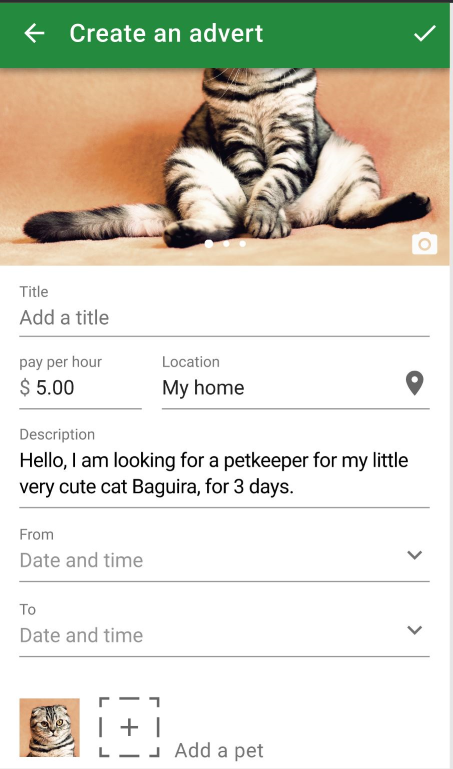 Create an advert
Title
Add a title
pay per hour
Location
$ 5.00
My home
Description
Hello, I am looking for a petkeeper for my little
very cute cat Baguira, for 3 days.
From
Date and time
To
Date and time
Add a pet